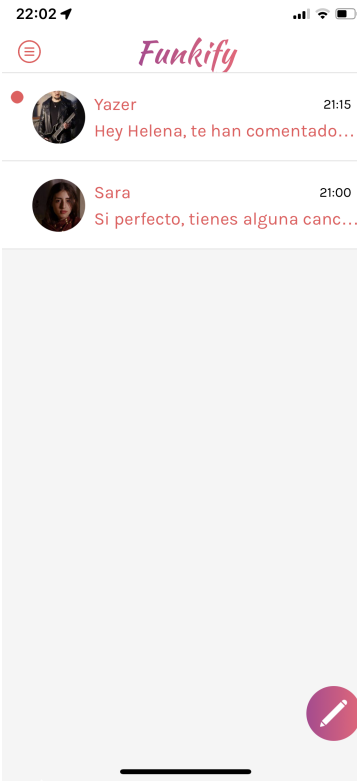 22:02
Funkify
Yazer 21:15
Hey Helena, te han comentado...
Sara 21:00
Si perfecto, tienes alguna canc...